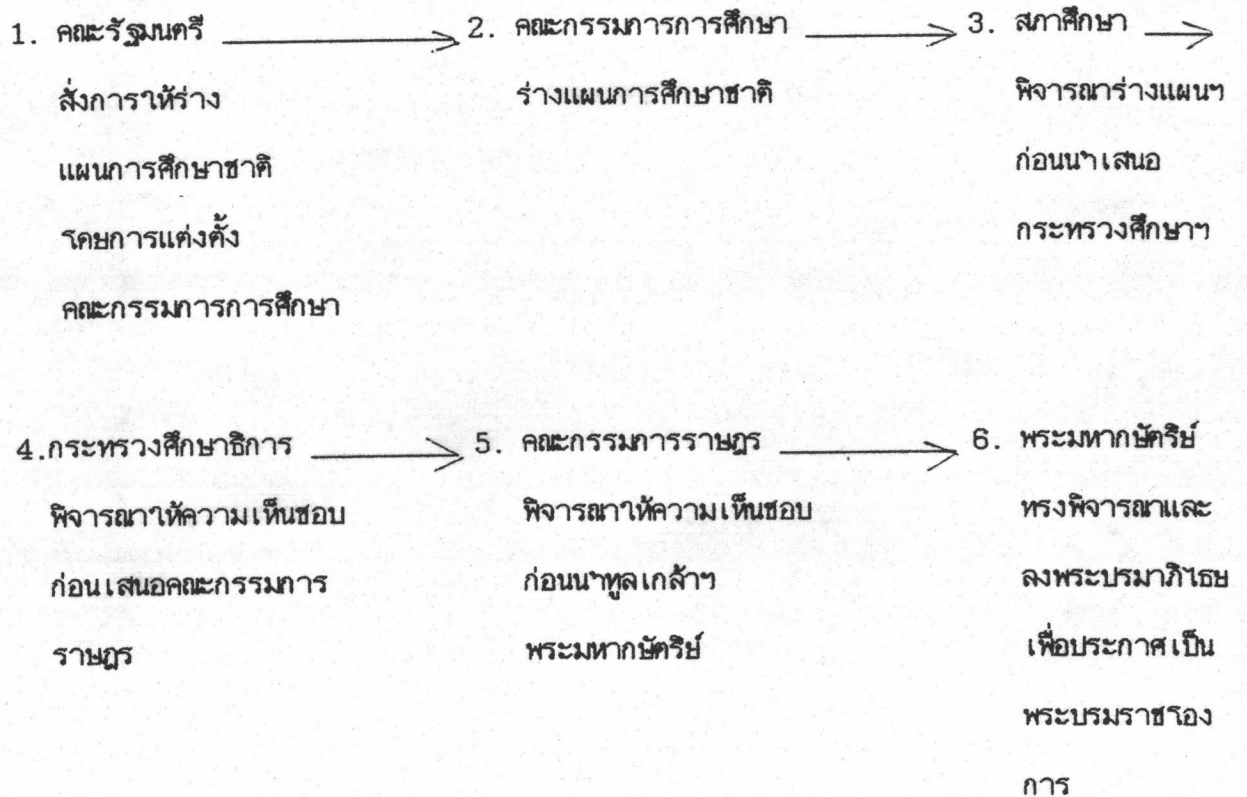 1. คณะรัฐมนตรี
สั่งการให้ร่าง
แผนการศึกษาชาติ
โดยการแต่งตั้ง
คณะกรรมการการศึกษา
2. คณะกรรมการการศึกษา
ร่างแผนการศึกษาชาติ
3. สภาศึกษา
พิจารณาร่างแผนฯ
ก่อนนำเสนอ
กระทรวงศึกษาฯ
4.กระทรวงศึกษาธิการ
พิจารณาให้ความเห็นชอบ
ก่อนเสนอคณะกรรมการ
ราษฎร
5. คณะกรรมการราษฎร
พิจารณาให้ความเห็นชอบ
ก่อนนำทูลเกล้าฯ
พระมหากษัตริย์
6. พระมหากษัตริย์
ทรงพิจารณาและ
ลงพระปรมาภิไธย
เพื่อประกาศเป็น
พระบรมราชโอง
การ